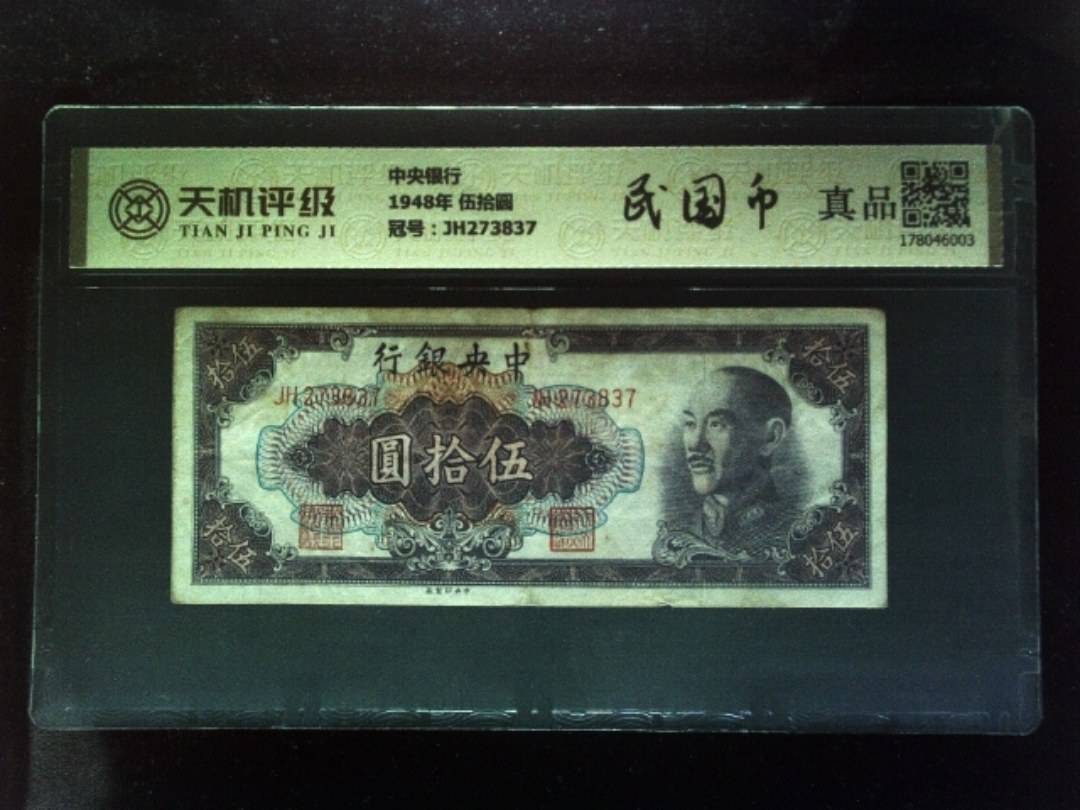 天机评级
TIAN JI PING JI
中央银行
1948年 伍拾圓
冠号：JH273837
民国币
真品
178046003
行銀央中
JH273837 JH273837
圓拾伍
拾伍
拾伍
拾伍
拾伍